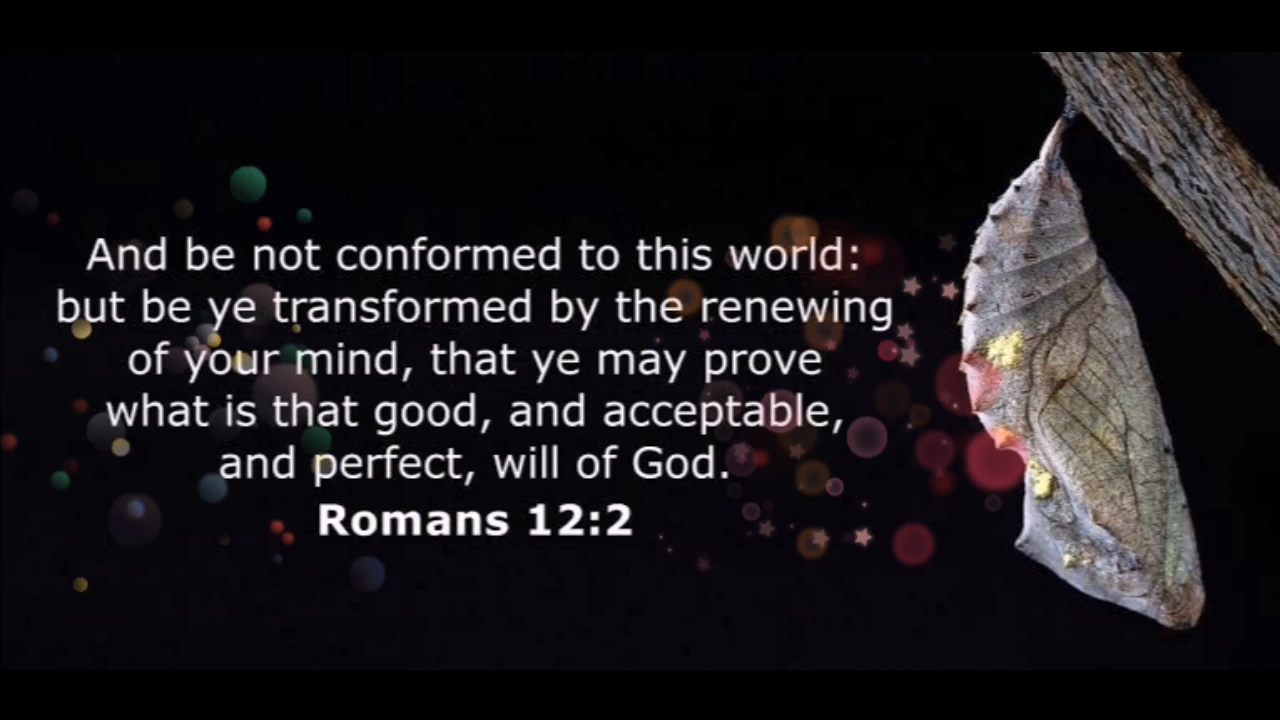 And be not conformed to this world:
but be ye transformed by the renewing
of your mind, that ye may prove
what is that good, and acceptable,
and perfect, will of God.
Romans 12:2